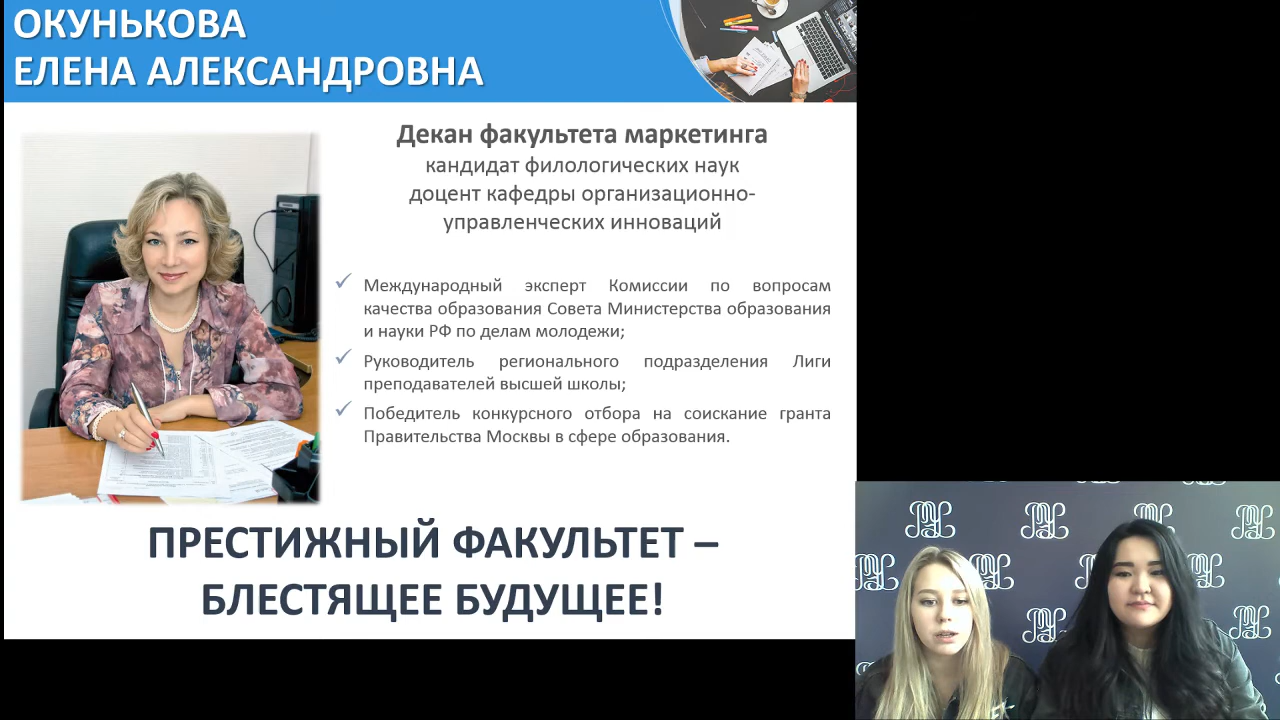 ОКУНЬКОВА
ЕЛЕНА АЛЕКСАНДРОВНА
Декан факультета маркетинга
кандидат филологических наук
доцент кафедры организационно-
управленческих инноваций
Международный эксперт Комиссии по вопросам
качества образования Совета Министерства образования
и науки РФ по делам молодежи;
Руководитель регионального подразделения Лиги
преподавателей высшей школы;
Победитель конкурсного отбора на соискание гранта
Правительства Москвы в сфере образования.
ПРЕСТИЖНЫЙ ФАКУЛЬТЕТ –
БЛЕСТЯЩЕЕ БУДУЩЕЕ!